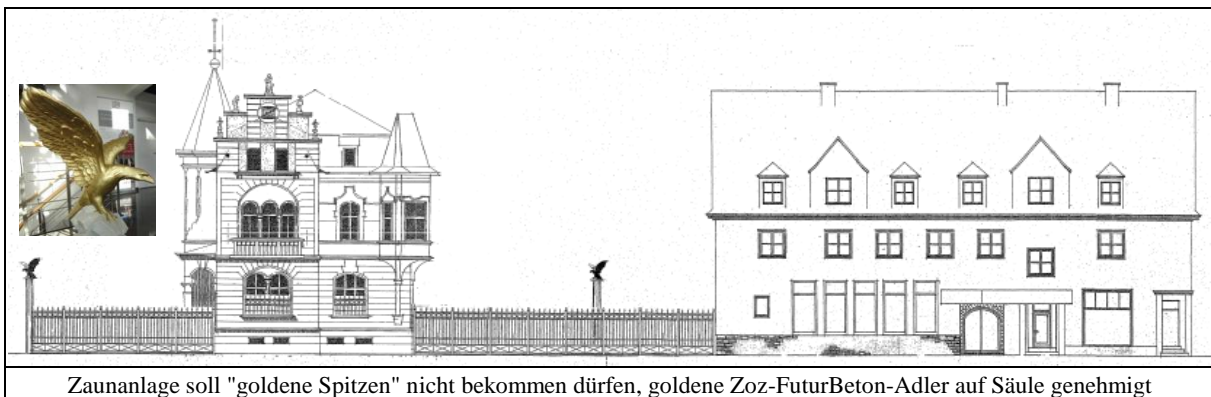 Zaunanlage soll "goldene Spitzen" nicht bekommen dürfen, goldene Zoz-FuturBeton-Adler auf Säule genehmigt